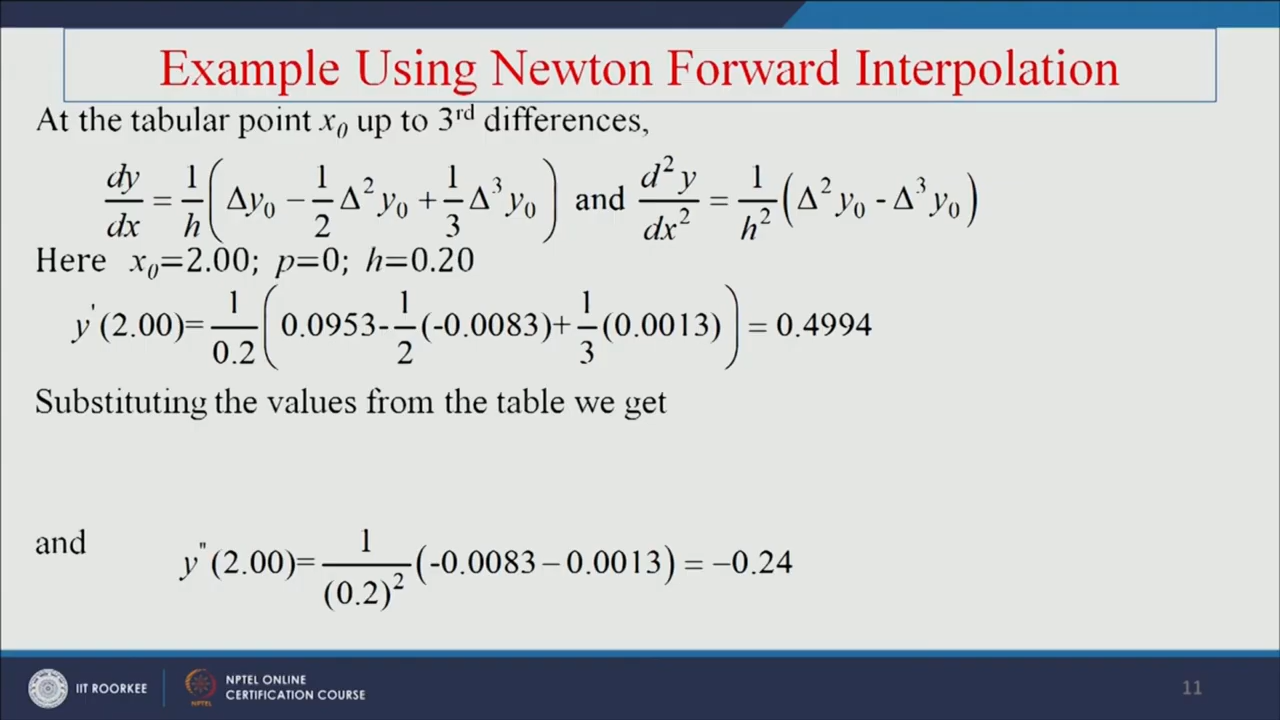 Example Using Newton Forward Interpolation
At the tabular point x₀ up to 3ʳᵈ differences,
dy/dx = 1/h (Δy₀ − 1/2 Δ²y₀ + 1/3 Δ³y₀) and d²y/dx² = 1/h² (Δ²y₀ - Δ³y₀)
Here x₀=2.00; p=0; h=0.20
y'(2.00)= 1/0.2 (0.0953-1/2(-0.0083)+1/3(0.0013)) = 0.4994
Substituting the values from the table we get
and y"(2.00)= 1/(0.2)² (-0.0083−0.0013) = −0.24
IIT ROORKEE
NPTEL ONLINE
CERTIFICATION COURSE
NPTEL
11